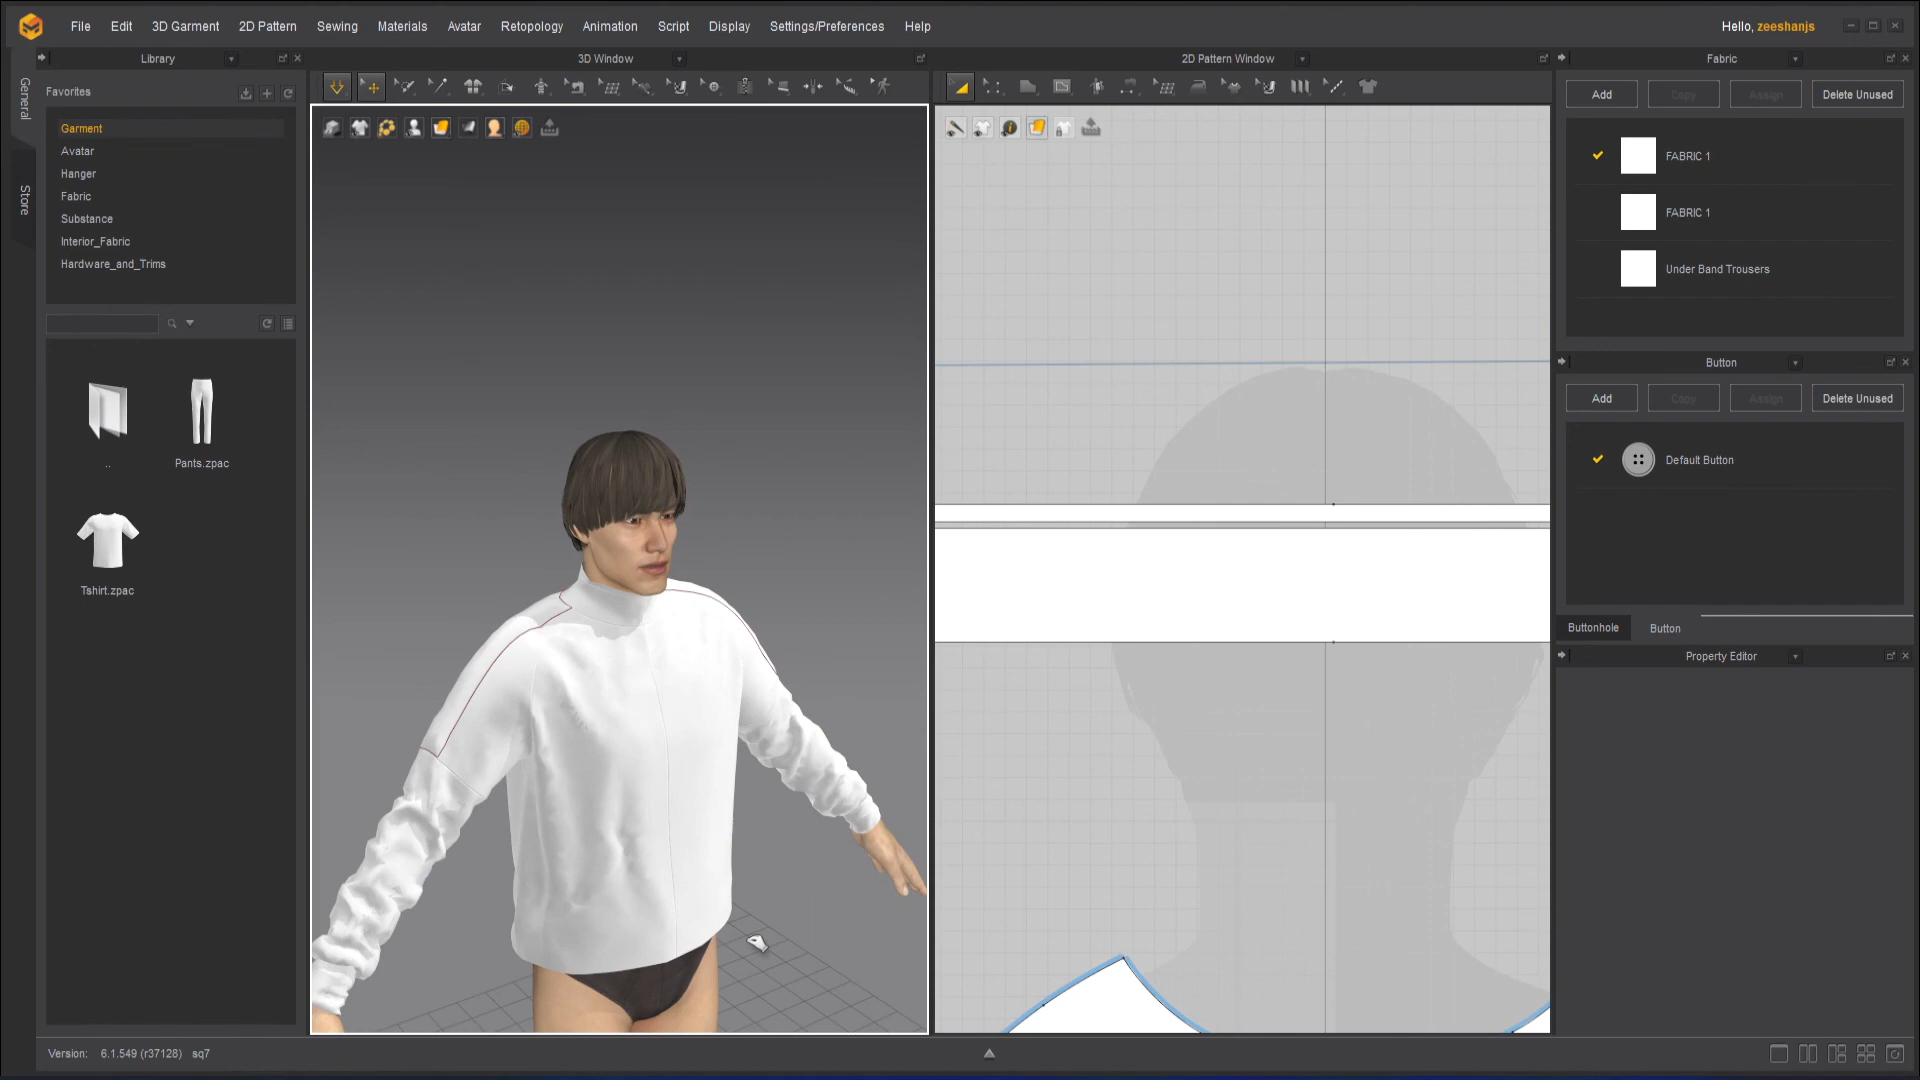 File Edit 3D Garment 2D Pattern Sewing Materials Avatar Retopology Animation Script Display Settings/Preferences Help
Hello, zeeshanjs
General
Store
Library
Favorites
Garment
Avatar
Hanger
Fabric
Substance
Interior_Fabric
Hardware_and_Trims
..
Pants.zpac
Tshirt.zpac
3D Window
2D Pattern Window
Fabric
Add Copy Assign Delete Unused
FABRIC 1
FABRIC 1
Under Band Trousers
Button
Add Copy Assign Delete Unused
Default Button
Buttonhole Button
Property Editor
Version: 6.1.549 (r37128) sq7